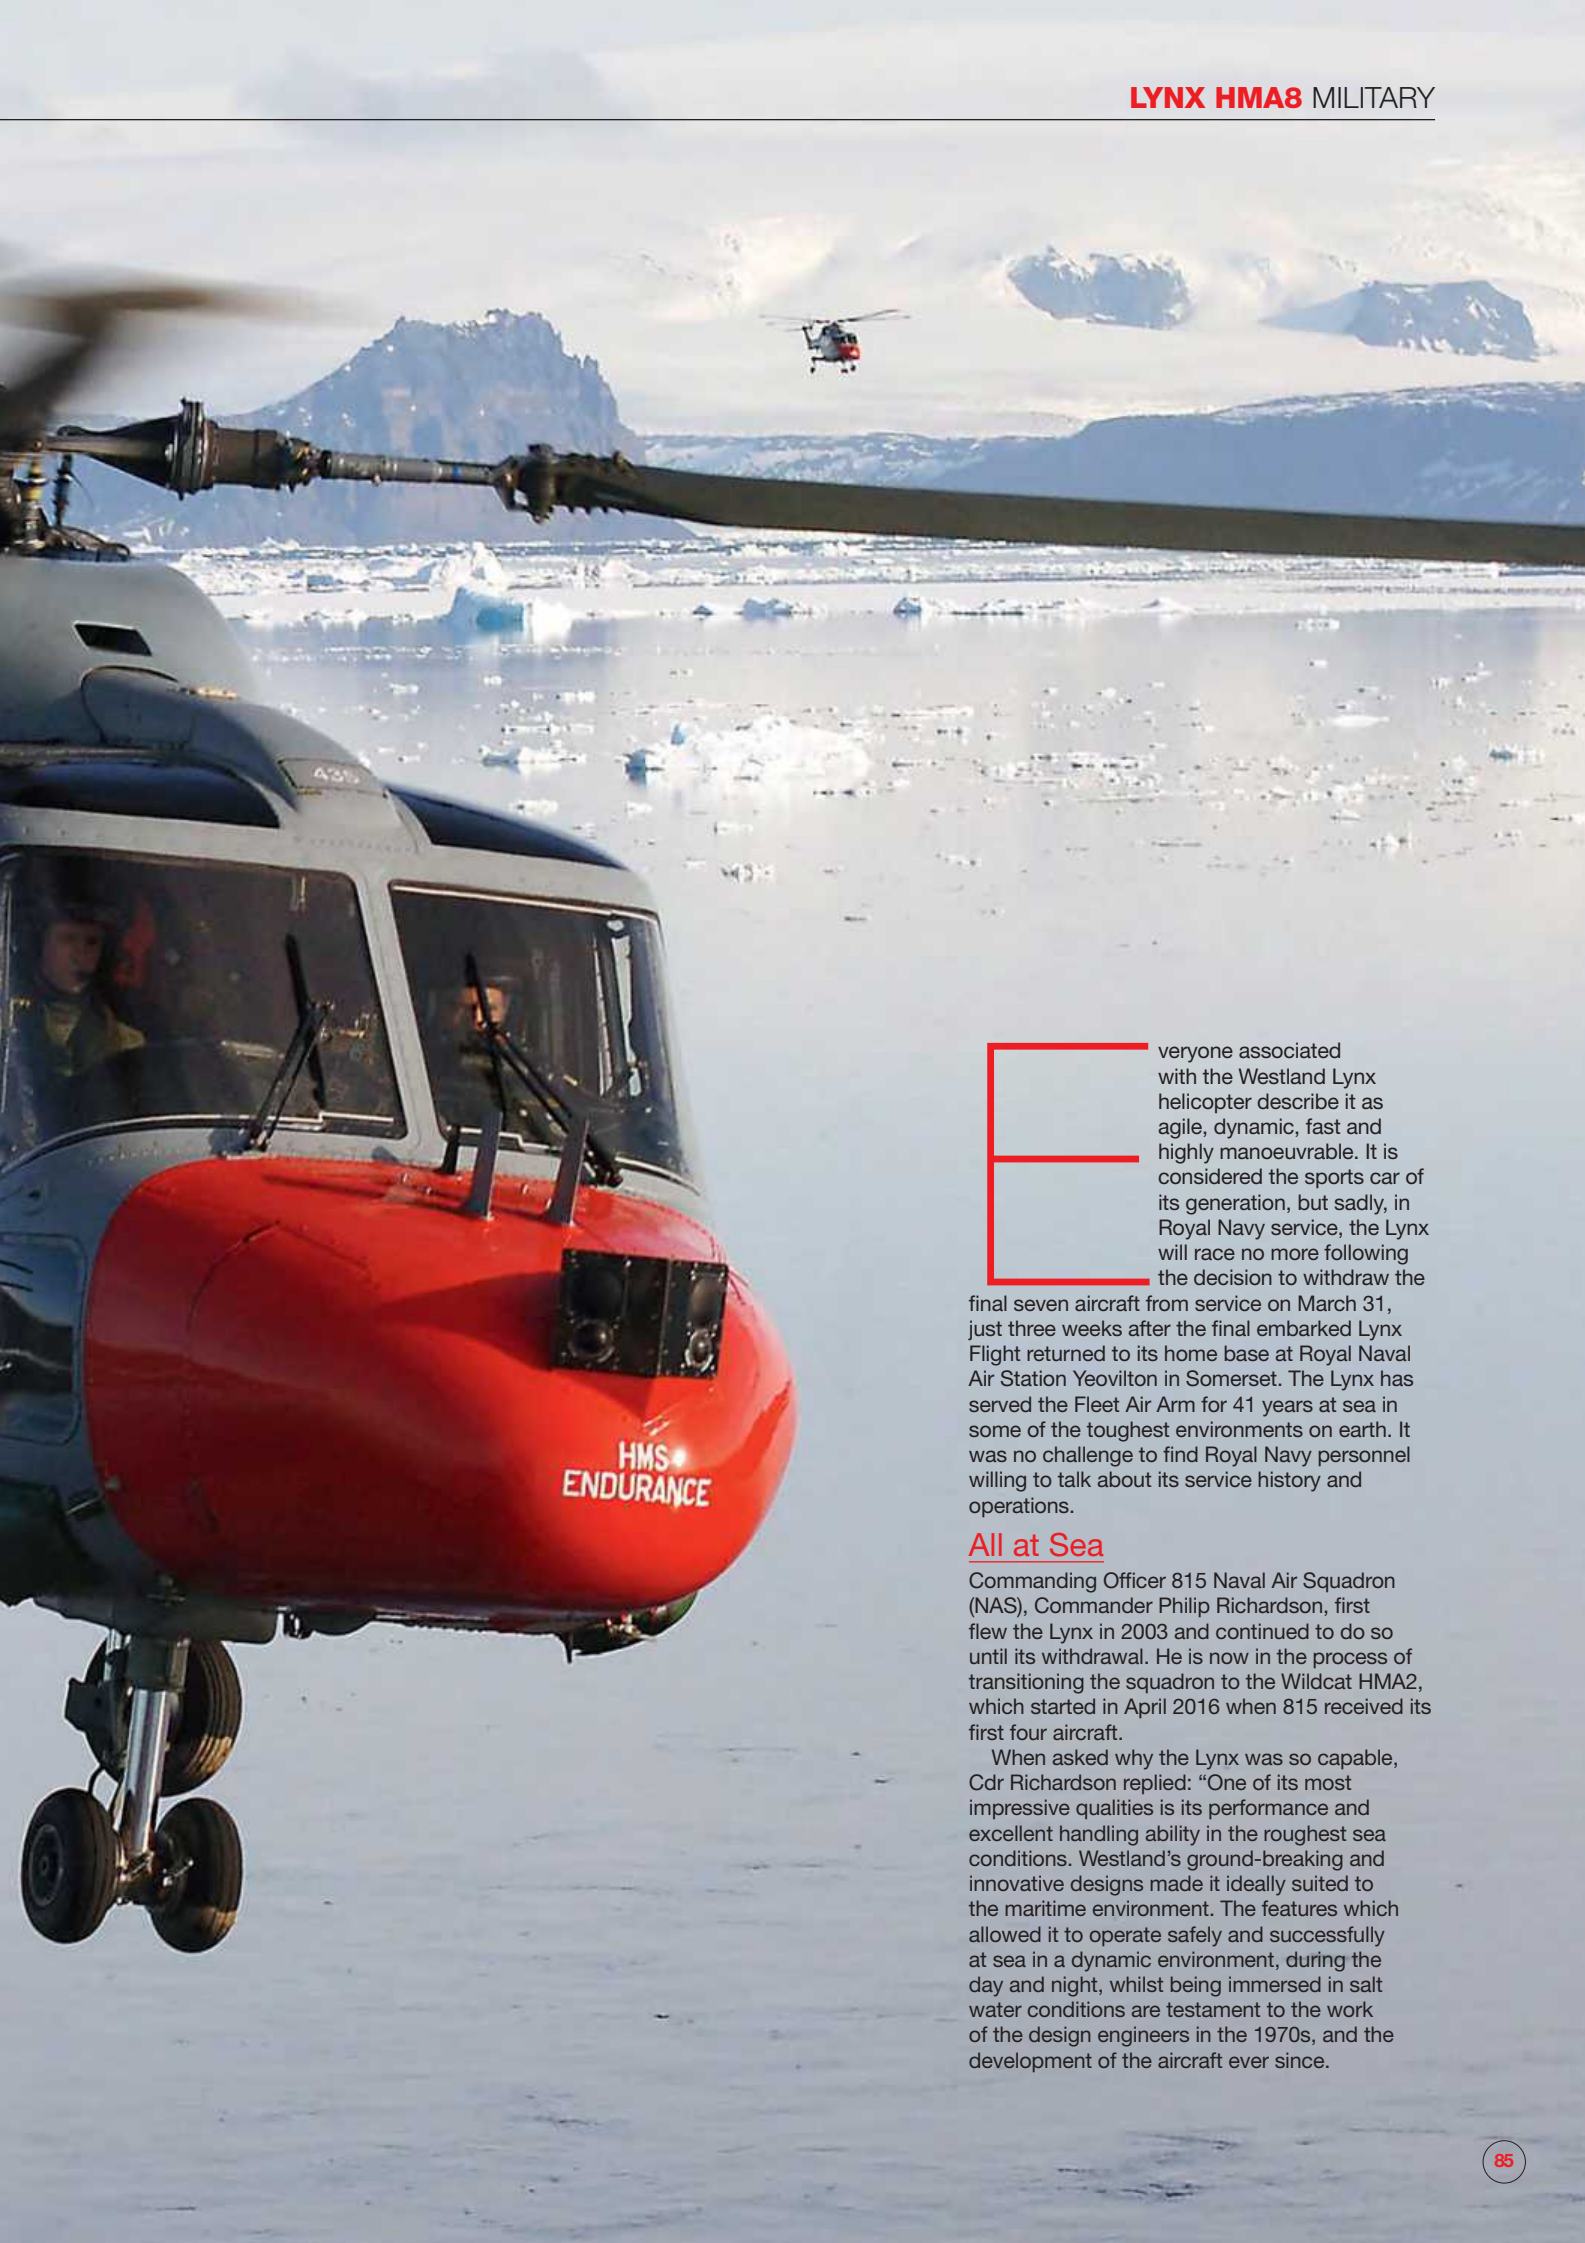 LYNX HMA8 MILITARY
435
HMS
ENDURANCE
Everyone associated
with the Westland Lynx
helicopter describe it as
agile, dynamic, fast and
highly manoeuvrable. It is
considered the sports car of
its generation, but sadly, in
Royal Navy service, the Lynx
will race no more following
the decision to withdraw the
final seven aircraft from service on March 31,
just three weeks after the final embarked Lynx
Flight returned to its home base at Royal Naval
Air Station Yeovilton in Somerset. The Lynx has
served the Fleet Air Arm for 41 years at sea in
some of the toughest environments on earth. It
was no challenge to find Royal Navy personnel
willing to talk about its service history and
operations.
All at Sea
Commanding Officer 815 Naval Air Squadron
(NAS), Commander Philip Richardson, first
flew the Lynx in 2003 and continued to do so
until its withdrawal. He is now in the process of
transitioning the squadron to the Wildcat HMA2,
which started in April 2016 when 815 received its
first four aircraft.
When asked why the Lynx was so capable,
Cdr Richardson replied: “One of its most
impressive qualities is its performance and
excellent handling ability in the roughest sea
conditions. Westland’s ground-breaking and
innovative designs made it ideally suited to
the maritime environment. The features which
allowed it to operate safely and successfully
at sea in a dynamic environment, during the
day and night, whilst being immersed in salt
water conditions are testament to the work
of the design engineers in the 1970s, and the
development of the aircraft ever since.
85